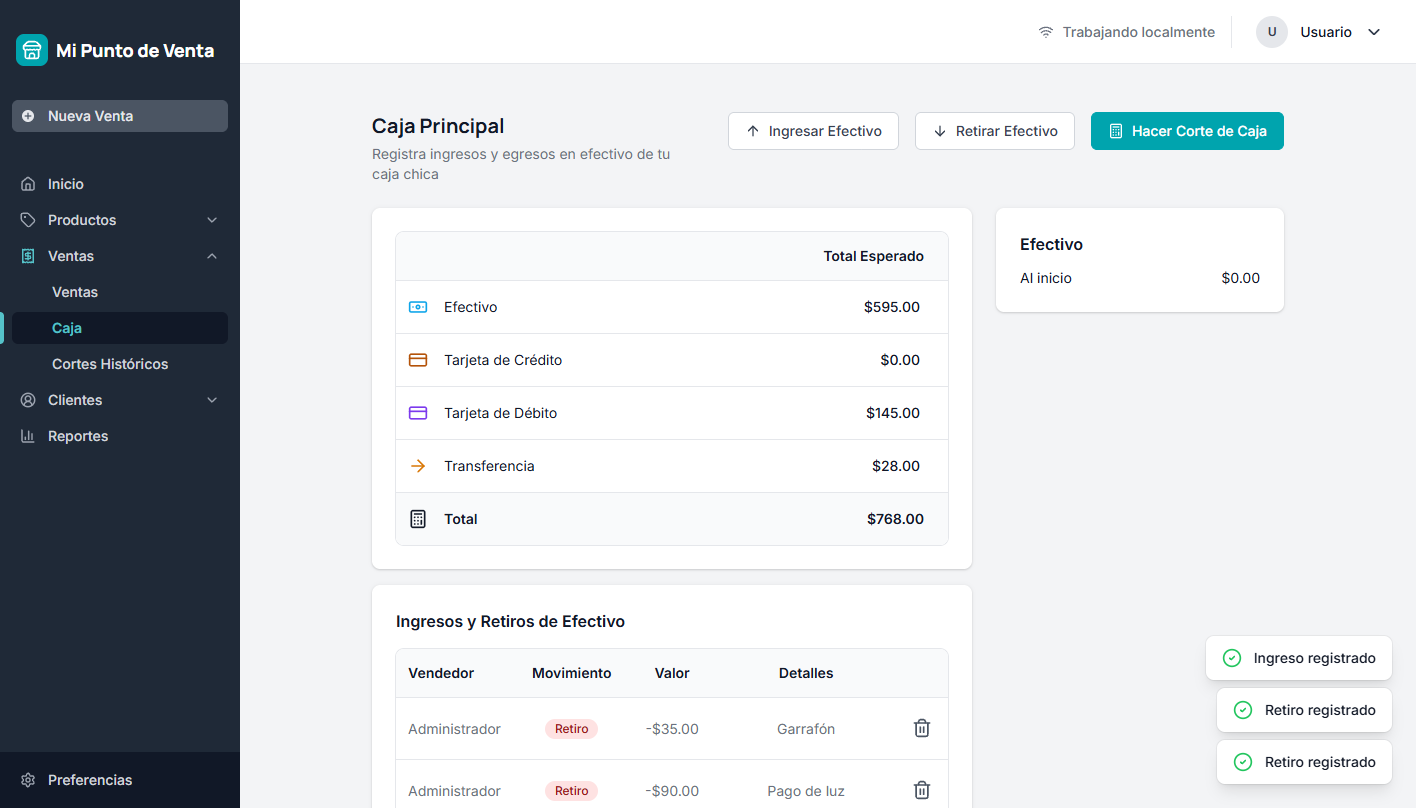 Mi Punto de Venta
Nueva Venta
Inicio
Productos
Ventas
Ventas
Caja
Cortes Históricos
Clientes
Reportes
Preferencias
Trabajando localmente
U Usuario
Caja Principal
Registra ingresos y egresos en efectivo de tu
caja chica
Ingresar Efectivo
Retirar Efectivo
Hacer Corte de Caja
Total Esperado
Efectivo $595.00
Tarjeta de Crédito $0.00
Tarjeta de Débito $145.00
Transferencia $28.00
Total $768.00
Efectivo
Al inicio $0.00
Ingresos y Retiros de Efectivo
Vendedor Movimiento Valor Detalles
Administrador Retiro -$35.00 Garrafón
Administrador Retiro -$90.00 Pago de luz
Ingreso registrado
Retiro registrado
Retiro registrado